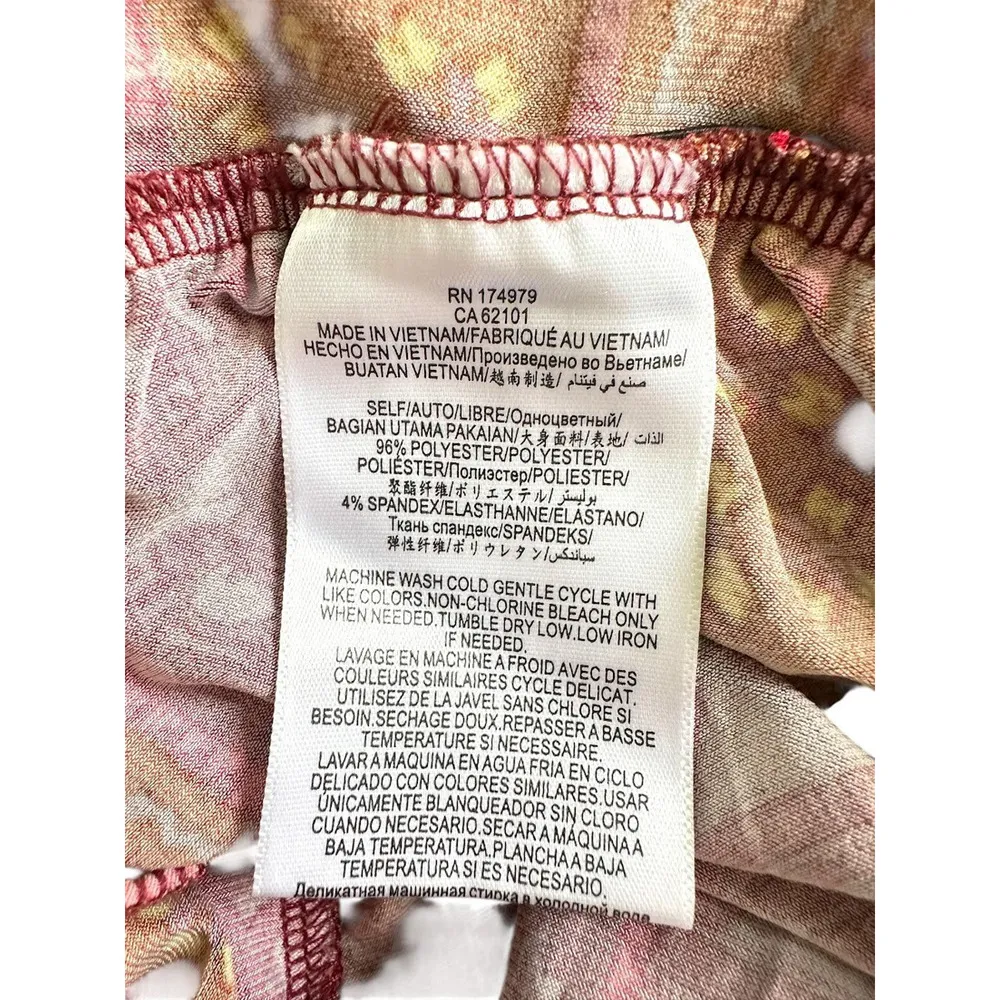 RN 174979
CA 62101
MADE IN VIETNAM/FABRIQUÉ AU VIETNAM/
HECHO EN VIETNAM/Произведено во Вьетнаме/
BUATAN VIETNAM/越南制造/ صنع في فيتنام
SELF/AUTO/LIBRE/Одноцветный/
BAGIAN UTAMA PAKAIAN/大身面料/表地/ الذات
96% POLYESTER/POLYESTER/
POLIÉSTER/Полиэстер/POLIESTER/
聚酯纤维/ポリエステル/ بوليستر
4% SPANDEX/ELASTHANNE/ELASTANO/
Ткань спандекс/SPANDEKS/
弹性纤维/ポリウレタン/سباندكس
MACHINE WASH COLD GENTLE CYCLE WITH
LIKE COLORS.NON-CHLORINE BLEACH ONLY
WHEN NEEDED.TUMBLE DRY LOW.LOW IRON
IF NEEDED.
LAVAGE EN MACHINE A FROID AVEC DES
COULEURS SIMILAIRES CYCLE DELICAT.
UTILISEZ DE LA JAVEL SANS CHLORE SI
BESOIN.SECHAGE DOUX.REPASSER A BASSE
TEMPERATURE SI NECESSAIRE.
LAVAR A MAQUINA EN AGUA FRIA EN CICLO
DELICADO CON COLORES SIMILARES.USAR
ÚNICAMENTE BLANQUEADOR SIN CLORO
CUANDO NECESARIO.SECAR A MÁQUINA A
BAJA TEMPERATURA.PLANCHA A BAJA
TEMPERATURA SI ES NECESARIO.
Деликатная машинная стирка в холодной воде